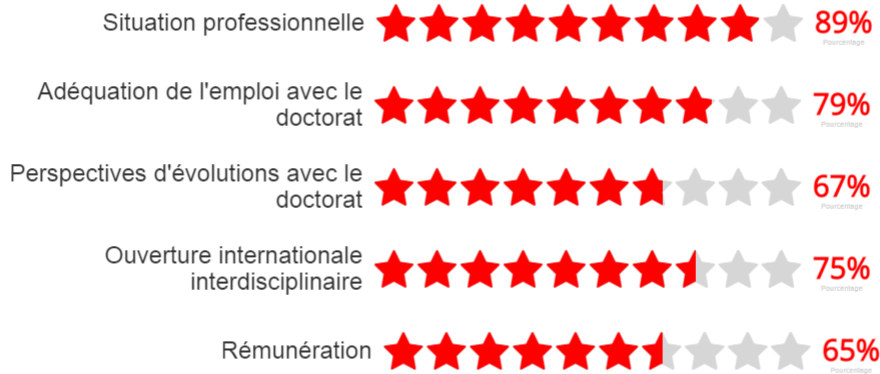 Situation professionnelle 89%
Pourcentage
Adéquation de l'emploi avec le
doctorat 79%
Pourcentage
Perspectives d'évolutions avec le
doctorat 67%
Pourcentage
Ouverture internationale
interdisciplinaire 75%
Pourcentage
Rémunération 65%
Pourcentage